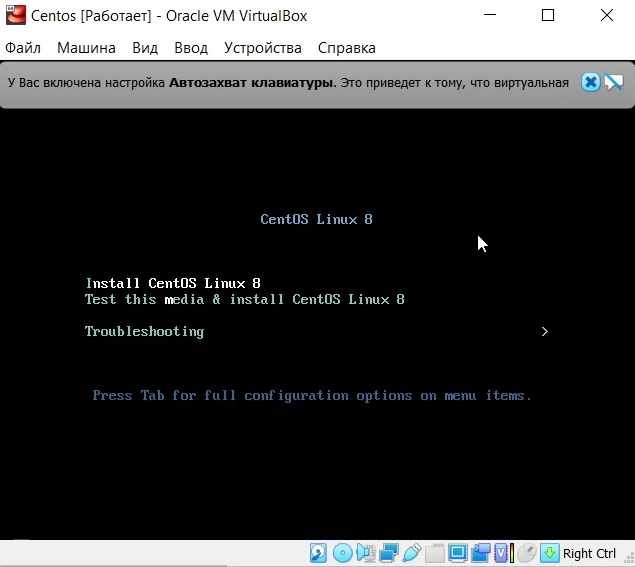 Centos [Работает] - Oracle VM VirtualBox
Файл Машина Вид Ввод Устройства Справка
У Вас включена настройка Автозахват клавиатуры. Это приведет к тому, что виртуальная
CentOS Linux 8
Install CentOS Linux 8
Test this media & install CentOS Linux 8
Troubleshooting >
Press Tab for full configuration options on menu items.
Right Ctrl